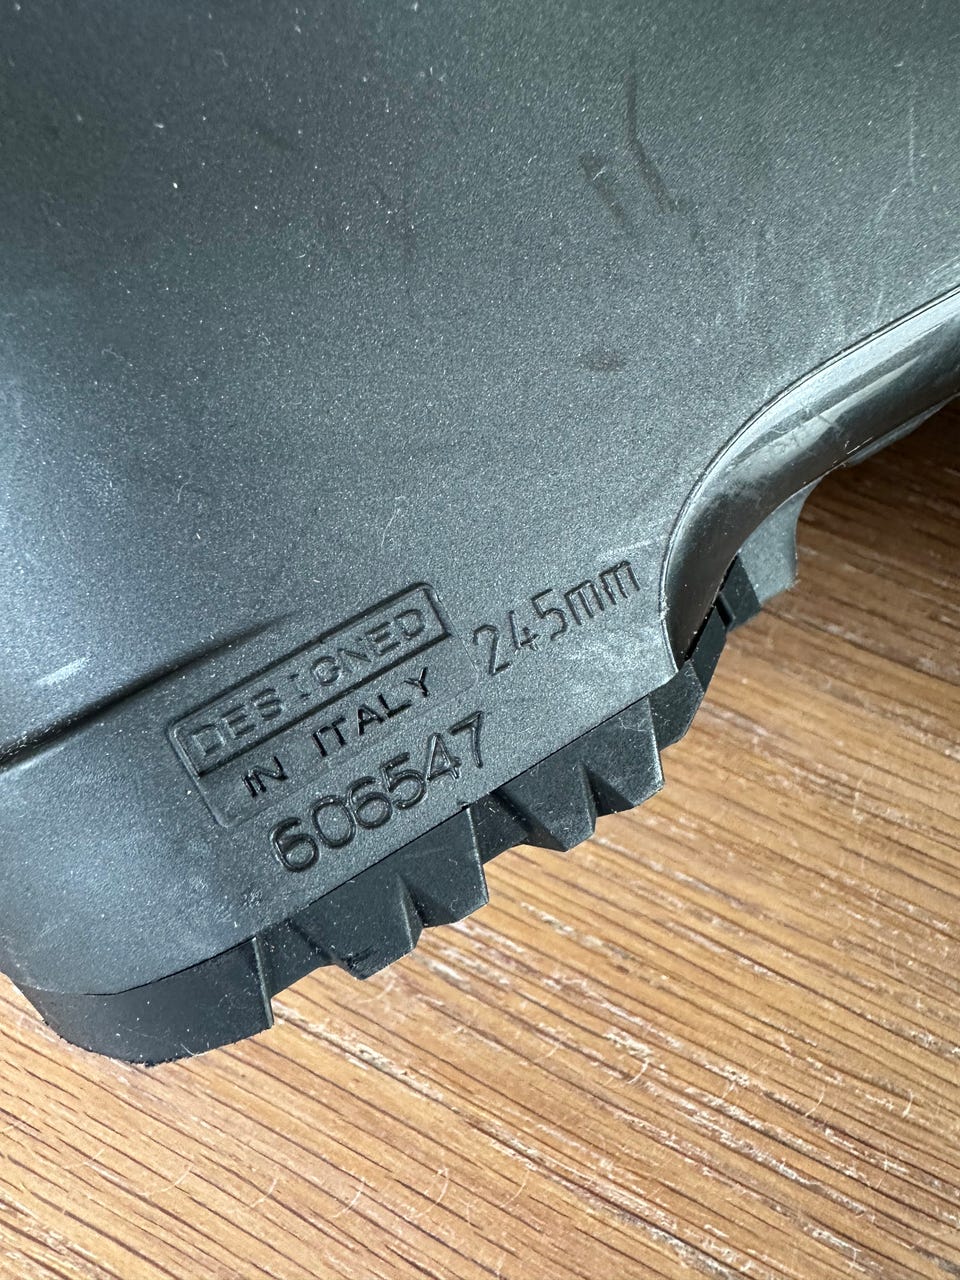 DESIGNED
IN ITALY
245mm
606547